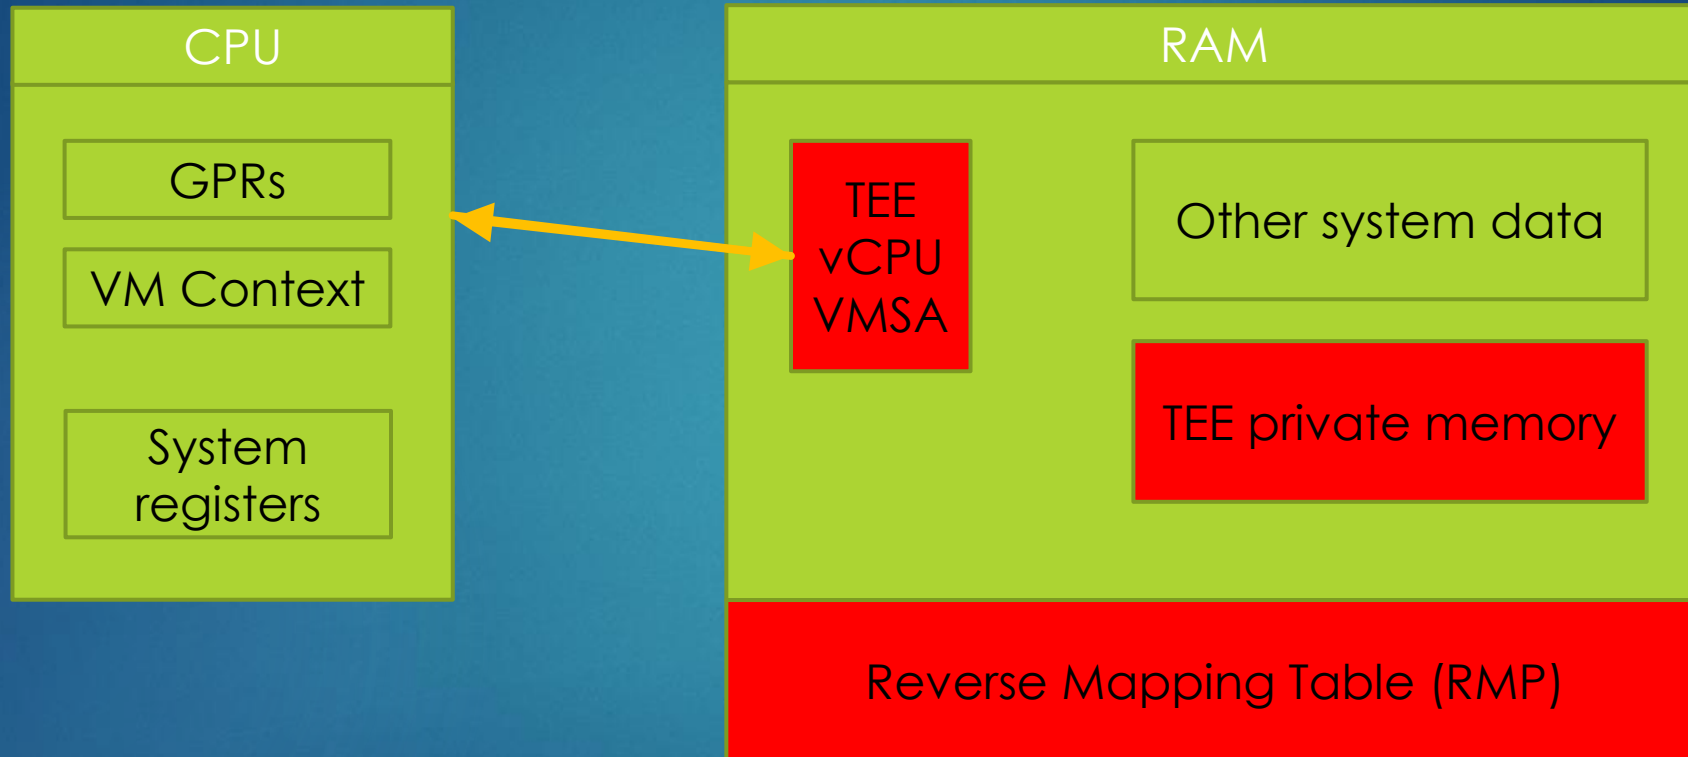 CPU
GPRs
VM Context
System
registers
RAM
TEE
vCPU
VMSA
Other system data
TEE private memory
Reverse Mapping Table (RMP)